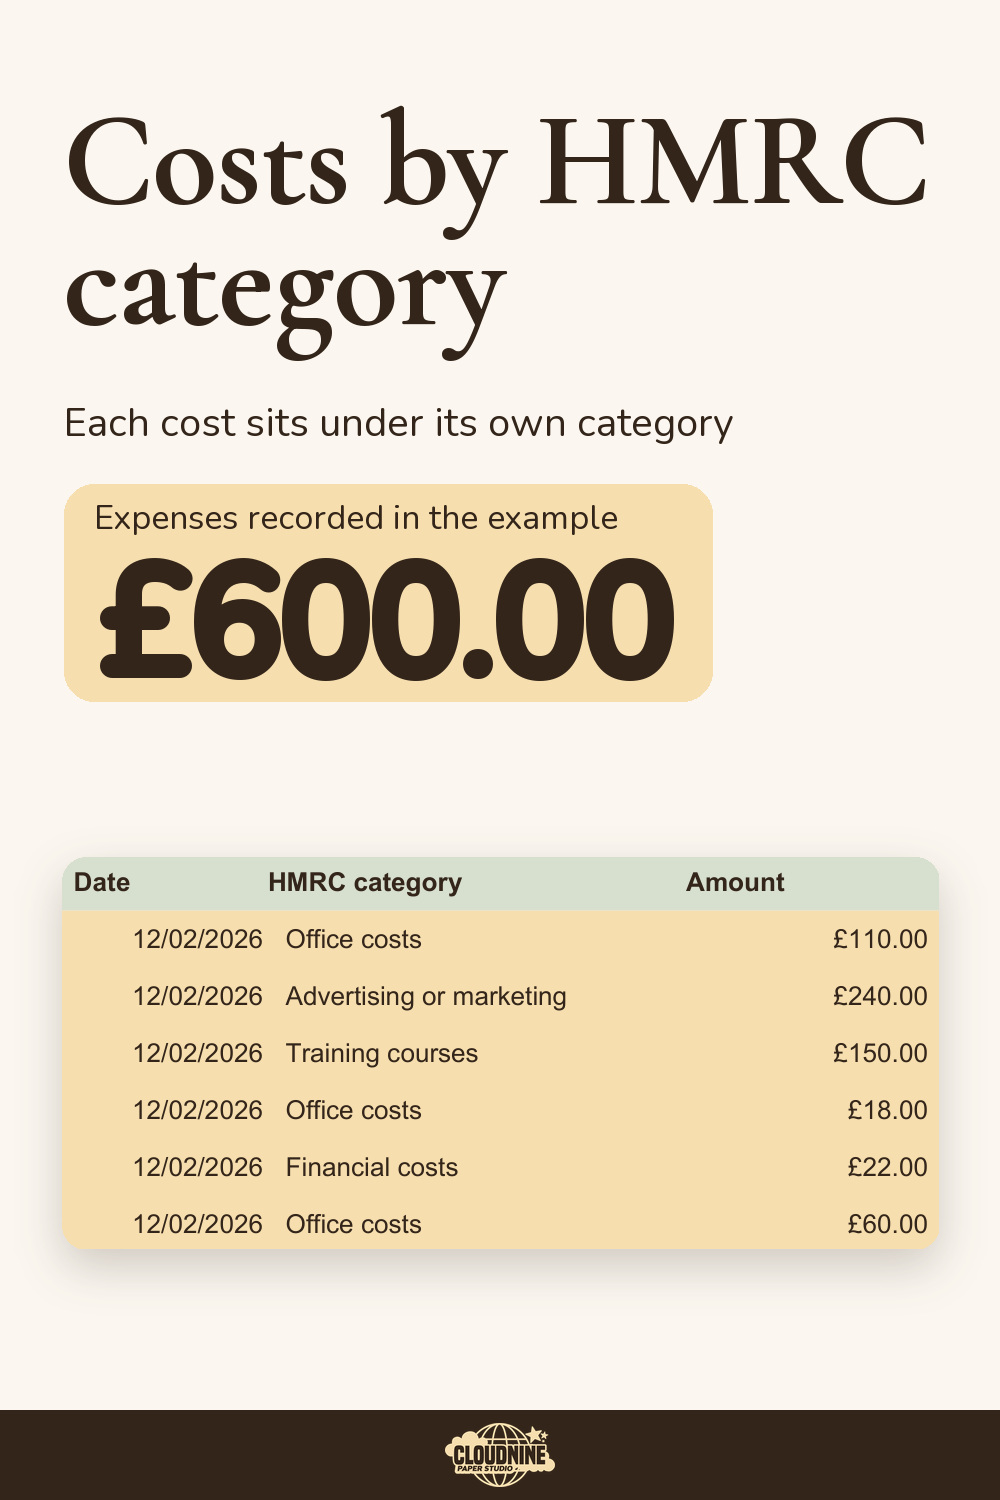 Costs by HMRC
category
Each cost sits under its own category
Expenses recorded in the example
£600.00
Date HMRC category Amount
12/02/2026 Office costs £110.00
12/02/2026 Advertising or marketing £240.00
12/02/2026 Training courses £150.00
12/02/2026 Office costs £18.00
12/02/2026 Financial costs £22.00
12/02/2026 Office costs £60.00
CLOUDNINE
PAPER STUDIO